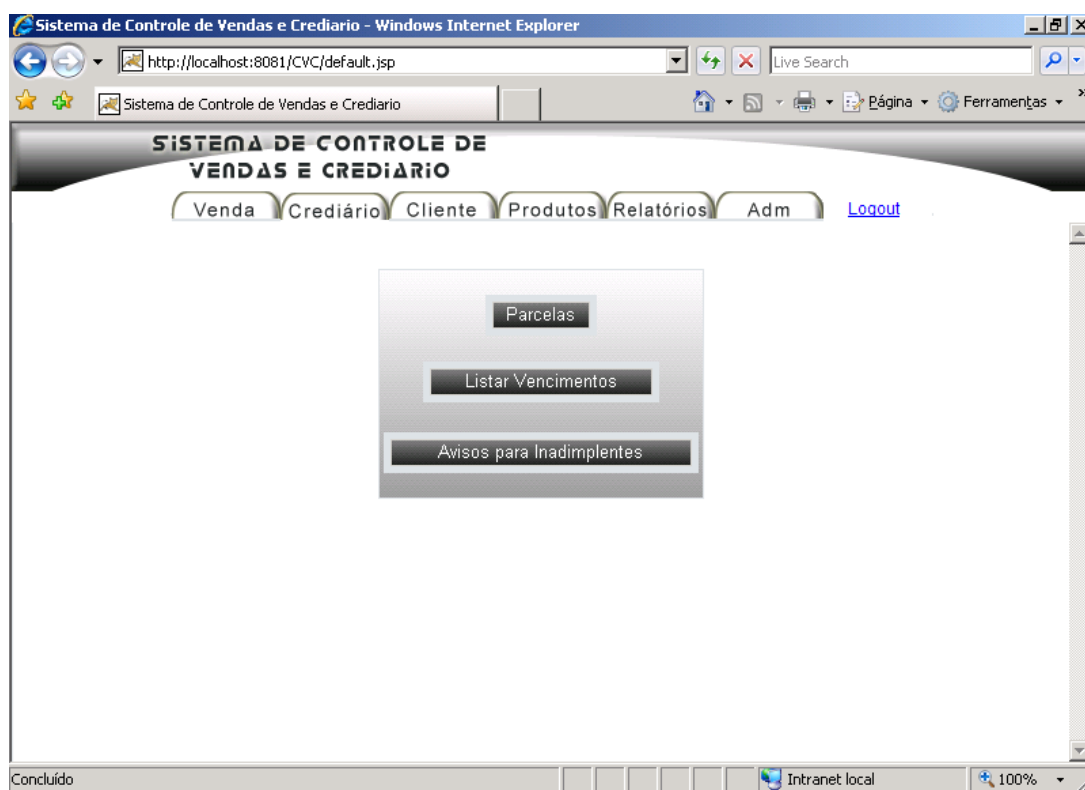 Sistema de Controle de Vendas e Crediario - Windows Internet Explorer
http://localhost:8081/CVC/default.jsp
Live Search
Sistema de Controle de Vendas e Crediario
Página
Ferramentas
SISTEMA DE CONTROLE DE
VENDAS E CREDIARIO
Venda Crediário Cliente Produtos Relatórios Adm Logout
Parcelas
Listar Vencimentos
Avisos para Inadimplentes
Concluído
Intranet local
100%